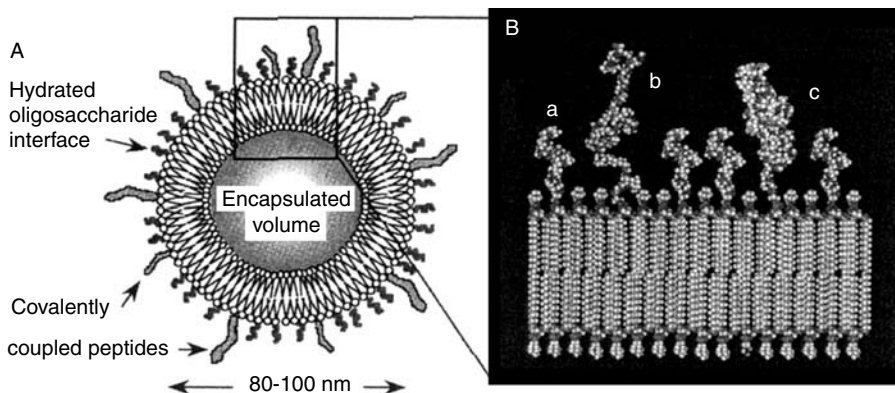 A
Hydrated
oligosaccharide
interface
Encapsulated
volume
Covalently
coupled peptides
80-100 nm
B
a
b
c